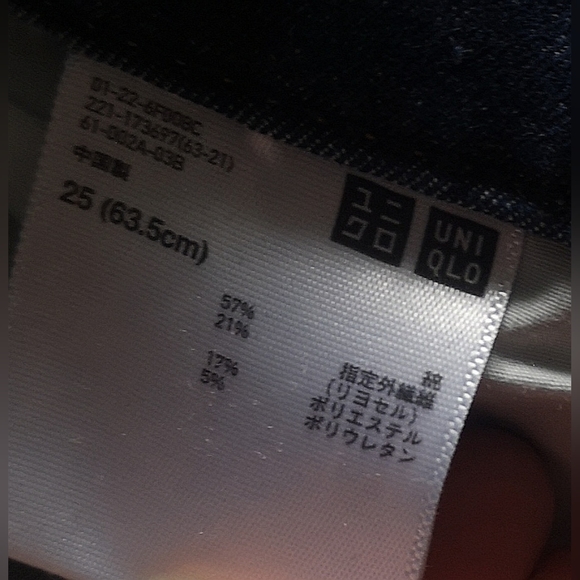 01-22-6F008C
221-173697(63-21)
61-D02A-03B
中国製
25 (63.5cm)
ユニ
クロ
UNI
QLO
綿 57%
指定外繊維 21%
(リヨセル)
ポリエステル 17%
ポリウレタン 5%